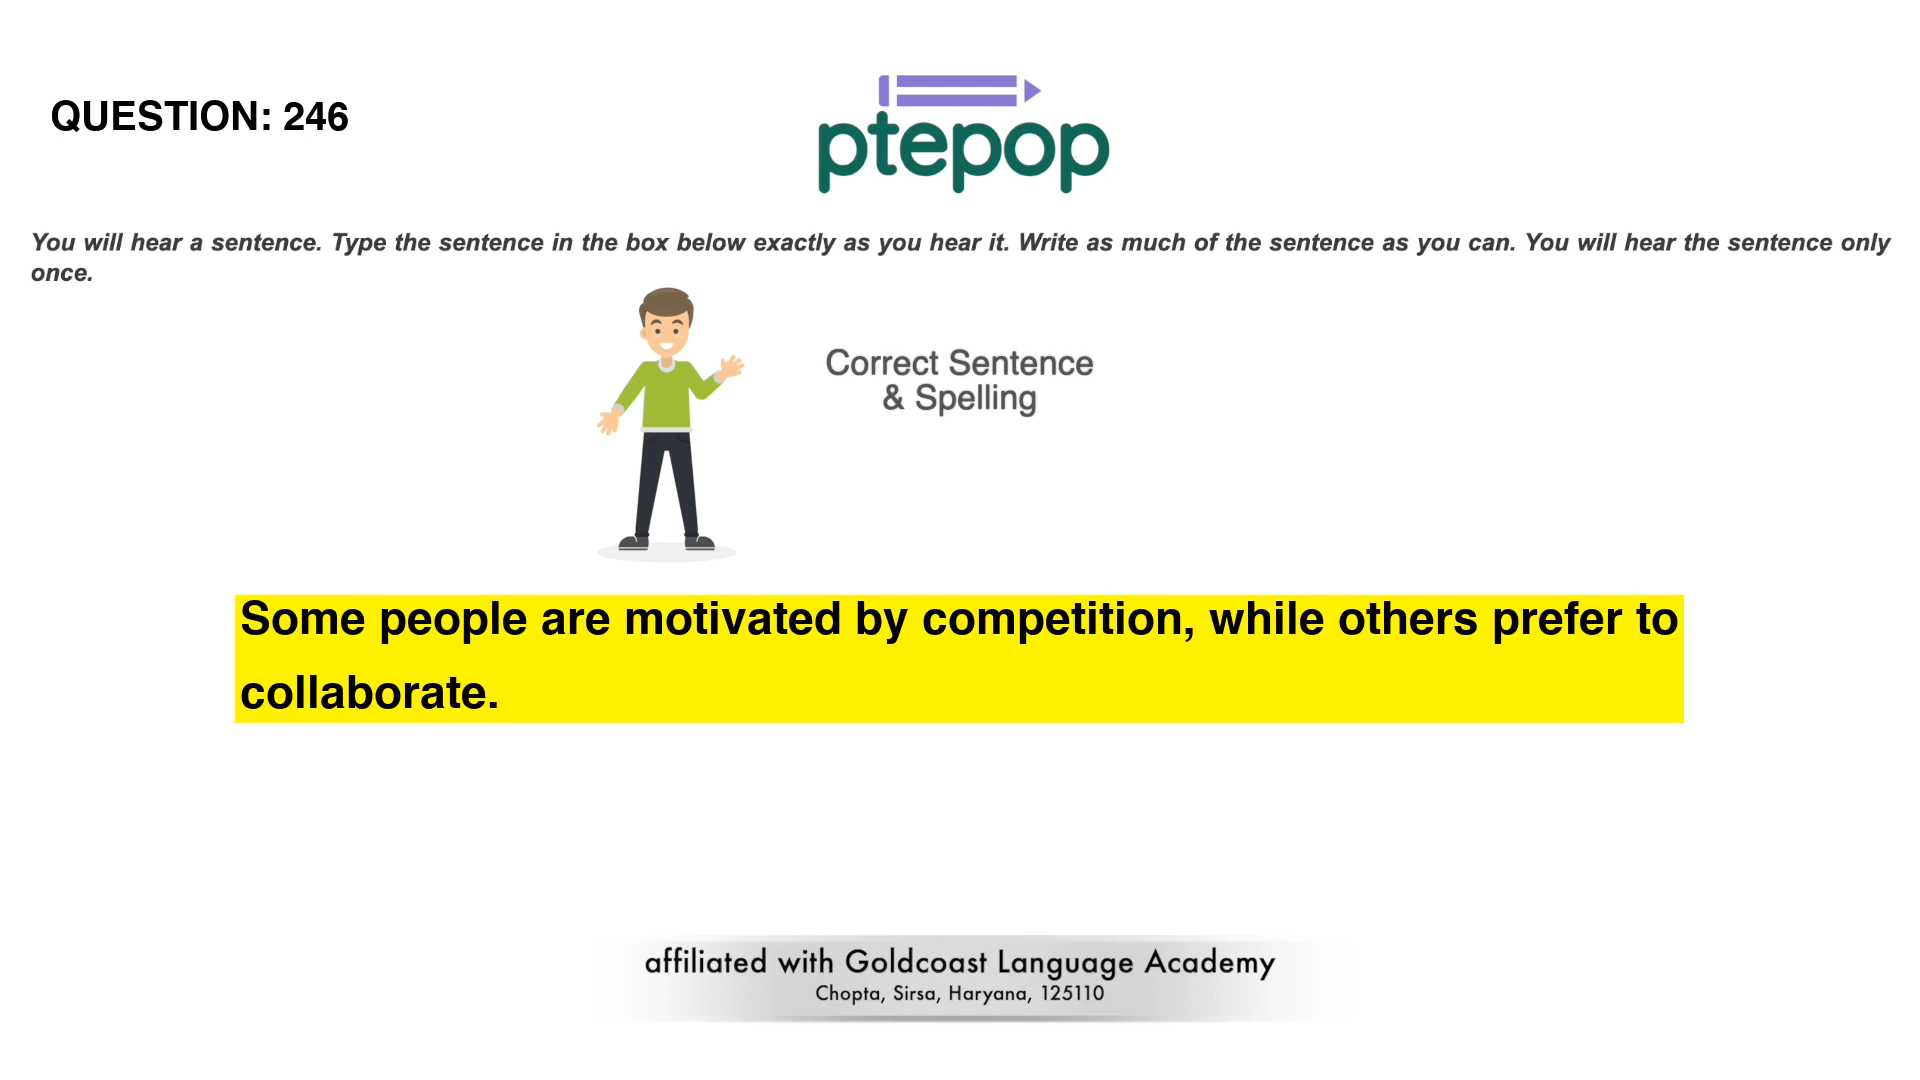 QUESTION: 246
ptepop
You will hear a sentence. Type the sentence in the box below exactly as you hear it. Write as much of the sentence as you can. You will hear the sentence only
once.
Correct Sentence
& Spelling
Some people are motivated by competition, while others prefer to
collaborate.
affiliated with Goldcoast Language Academy
Chopta, Sirsa, Haryana, 125110